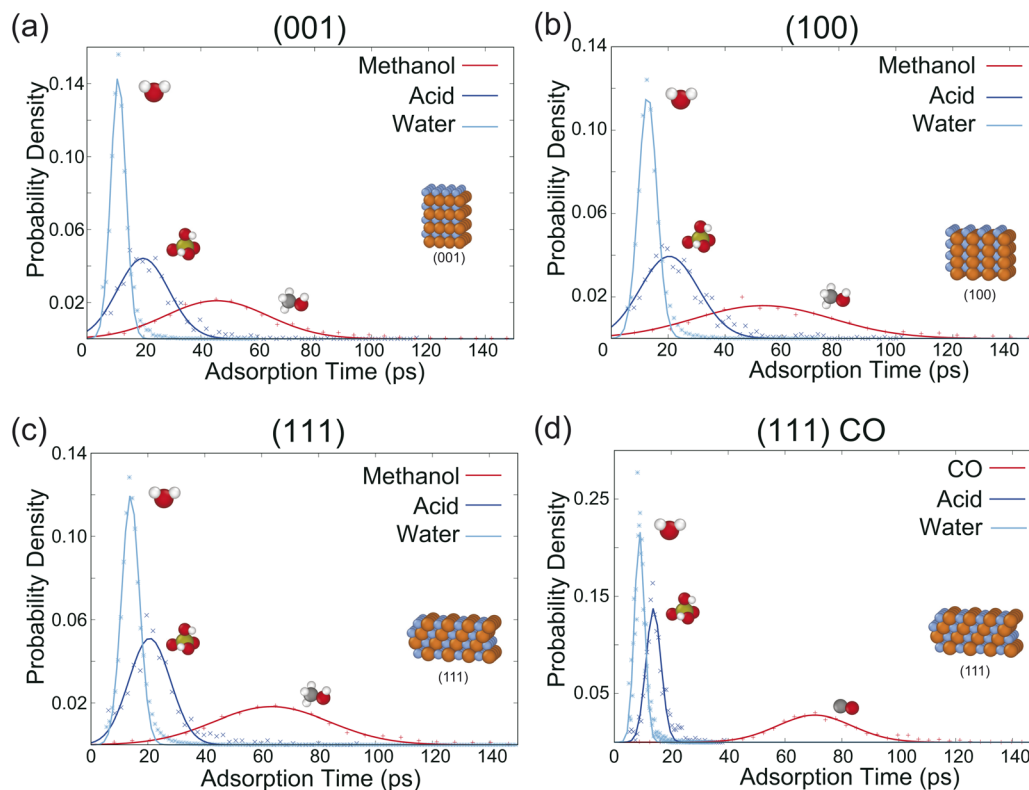 (a)
(001)
Probability Density
0.14
0.10
0.06
0.02
0
20
40
60
80
100
120
140
Adsorption Time (ps)
Methanol
Acid
Water
(001)
(b)
(100)
Probability Density
0.14
0.10
0.06
0.02
0
20
40
60
80
100
120
140
Adsorption Time (ps)
Methanol
Acid
Water
(100)
(c)
(111)
Probability Density
0.14
0.10
0.06
0.02
0
20
40
60
80
100
120
140
Adsorption Time (ps)
Methanol
Acid
Water
(111)
(d)
(111) CO
Probability Density
0.25
0.15
0.05
0
20
40
60
80
100
120
140
Adsorption Time (ps)
CO
Acid
Water
(111)